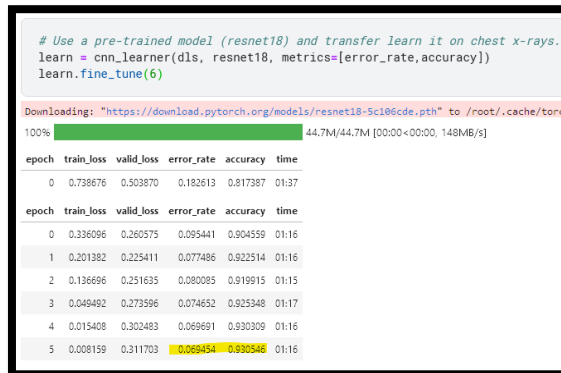 # Use a pre-trained model (resnet18) and transfer learn it on chest x-rays.
learn = cnn_learner(dls, resnet18, metrics=[error_rate,accuracy])
learn.fine_tune(6)
Downloading: "https://download.pytorch.org/models/resnet18-5c106cde.pth" to /root/.cache/torc
100% 44.7M/44.7M [00:00<00:00, 148MB/s]
epoch train_loss valid_loss error_rate accuracy time
0 0.738676 0.503870 0.182613 0.817387 01:37
epoch train_loss valid_loss error_rate accuracy time
0 0.336096 0.260575 0.095441 0.904559 01:16
1 0.201382 0.225411 0.077486 0.922514 01:16
2 0.136696 0.251635 0.080085 0.919915 01:15
3 0.049492 0.273596 0.074652 0.925348 01:17
4 0.015408 0.302483 0.069691 0.930309 01:16
5 0.008159 0.311703 0.069454 0.930546 01:16